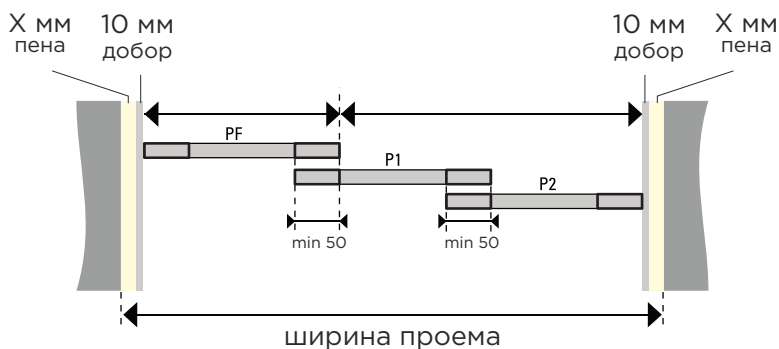 X мм
пена
10 мм
добор
10 мм
добор
X мм
пена
PF
P1
P2
min 50
min 50
ширина проема